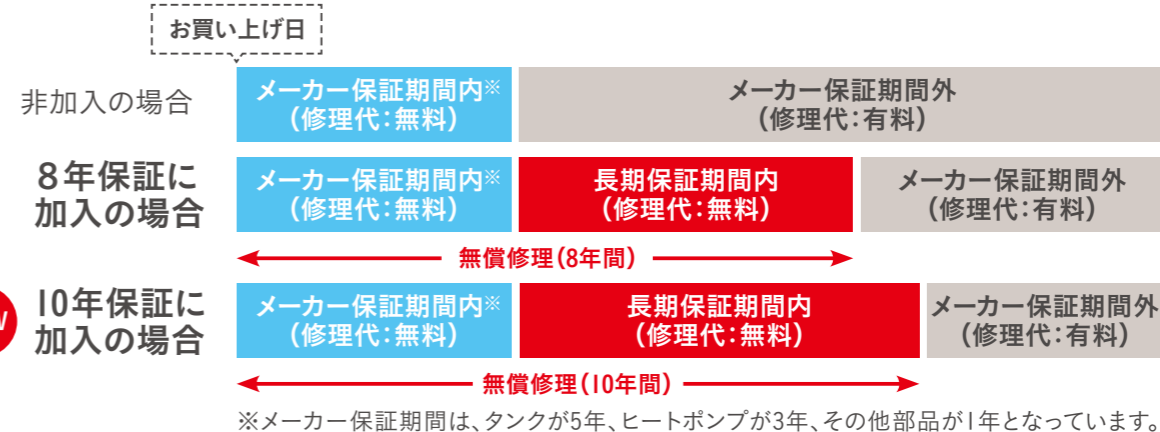 お買い上げ日
非加入の場合
メーカー保証期間内※
(修理代:無料)
メーカー保証期間外
(修理代:有料)
8年保証に
加入の場合
メーカー保証期間内※
(修理代:無料)
長期保証期間内
(修理代:無料)
メーカー保証期間外
(修理代:有料)
無償修理(8年間)
10年保証に
加入の場合
メーカー保証期間内※
(修理代:無料)
長期保証期間内
(修理代:無料)
メーカー保証期間外
(修理代:有料)
無償修理(10年間)
※メーカー保証期間は、タンクが5年、ヒートポンプが3年、その他部品が1年となっています。